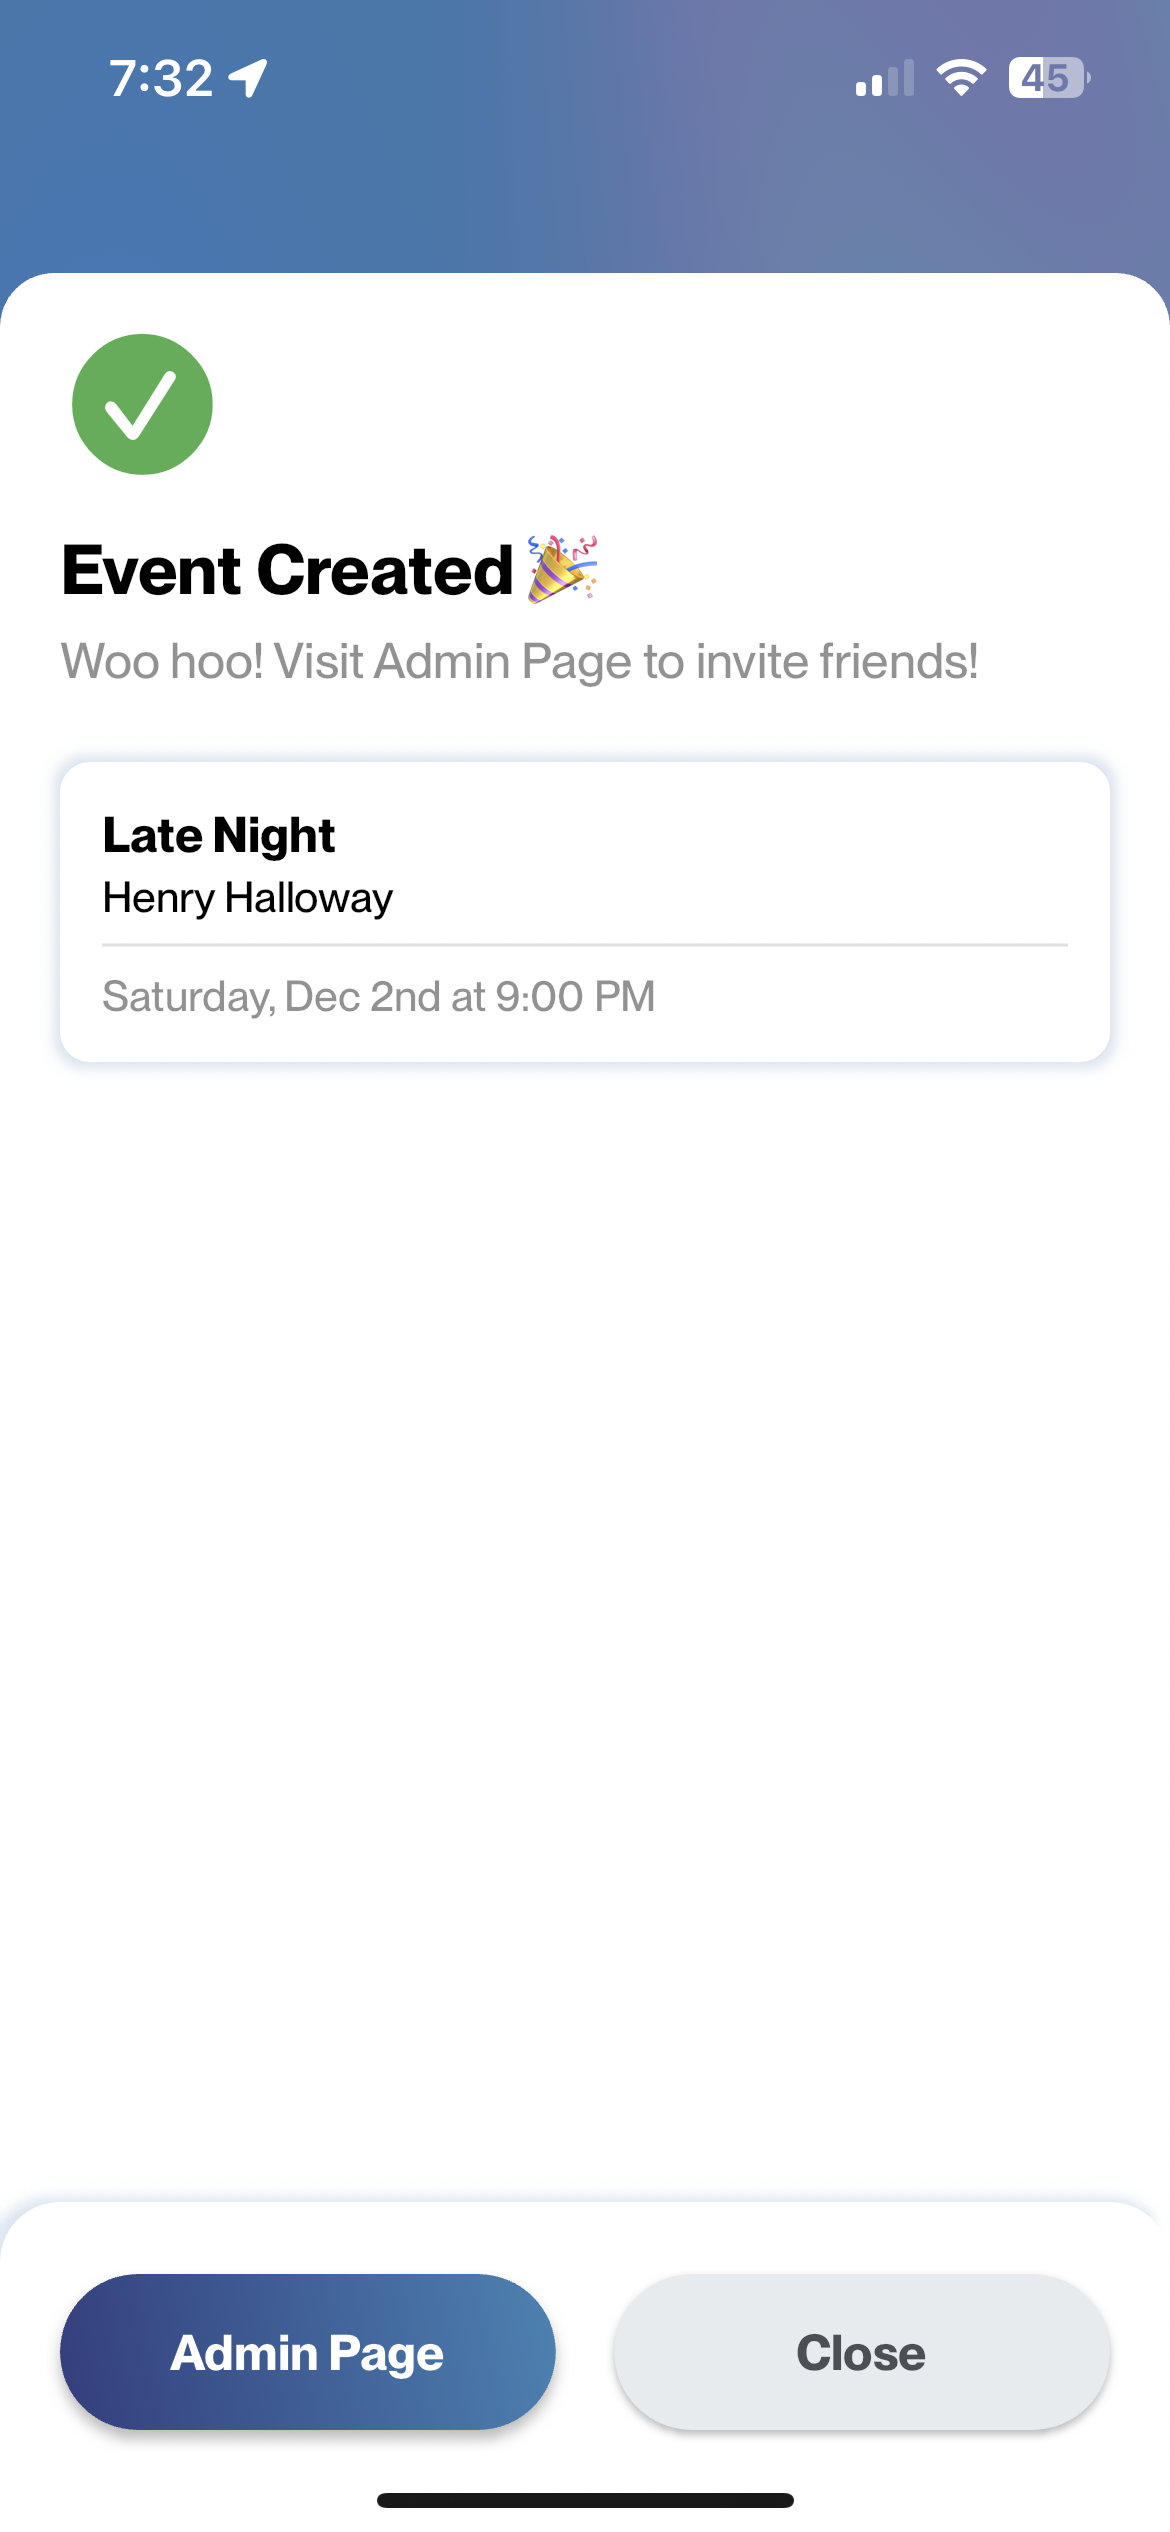 7:32
45
Event Created 🎉
Woo hoo! Visit Admin Page to invite friends!
Late Night
Henry Halloway
Saturday, Dec 2nd at 9:00 PM
Admin Page
Close